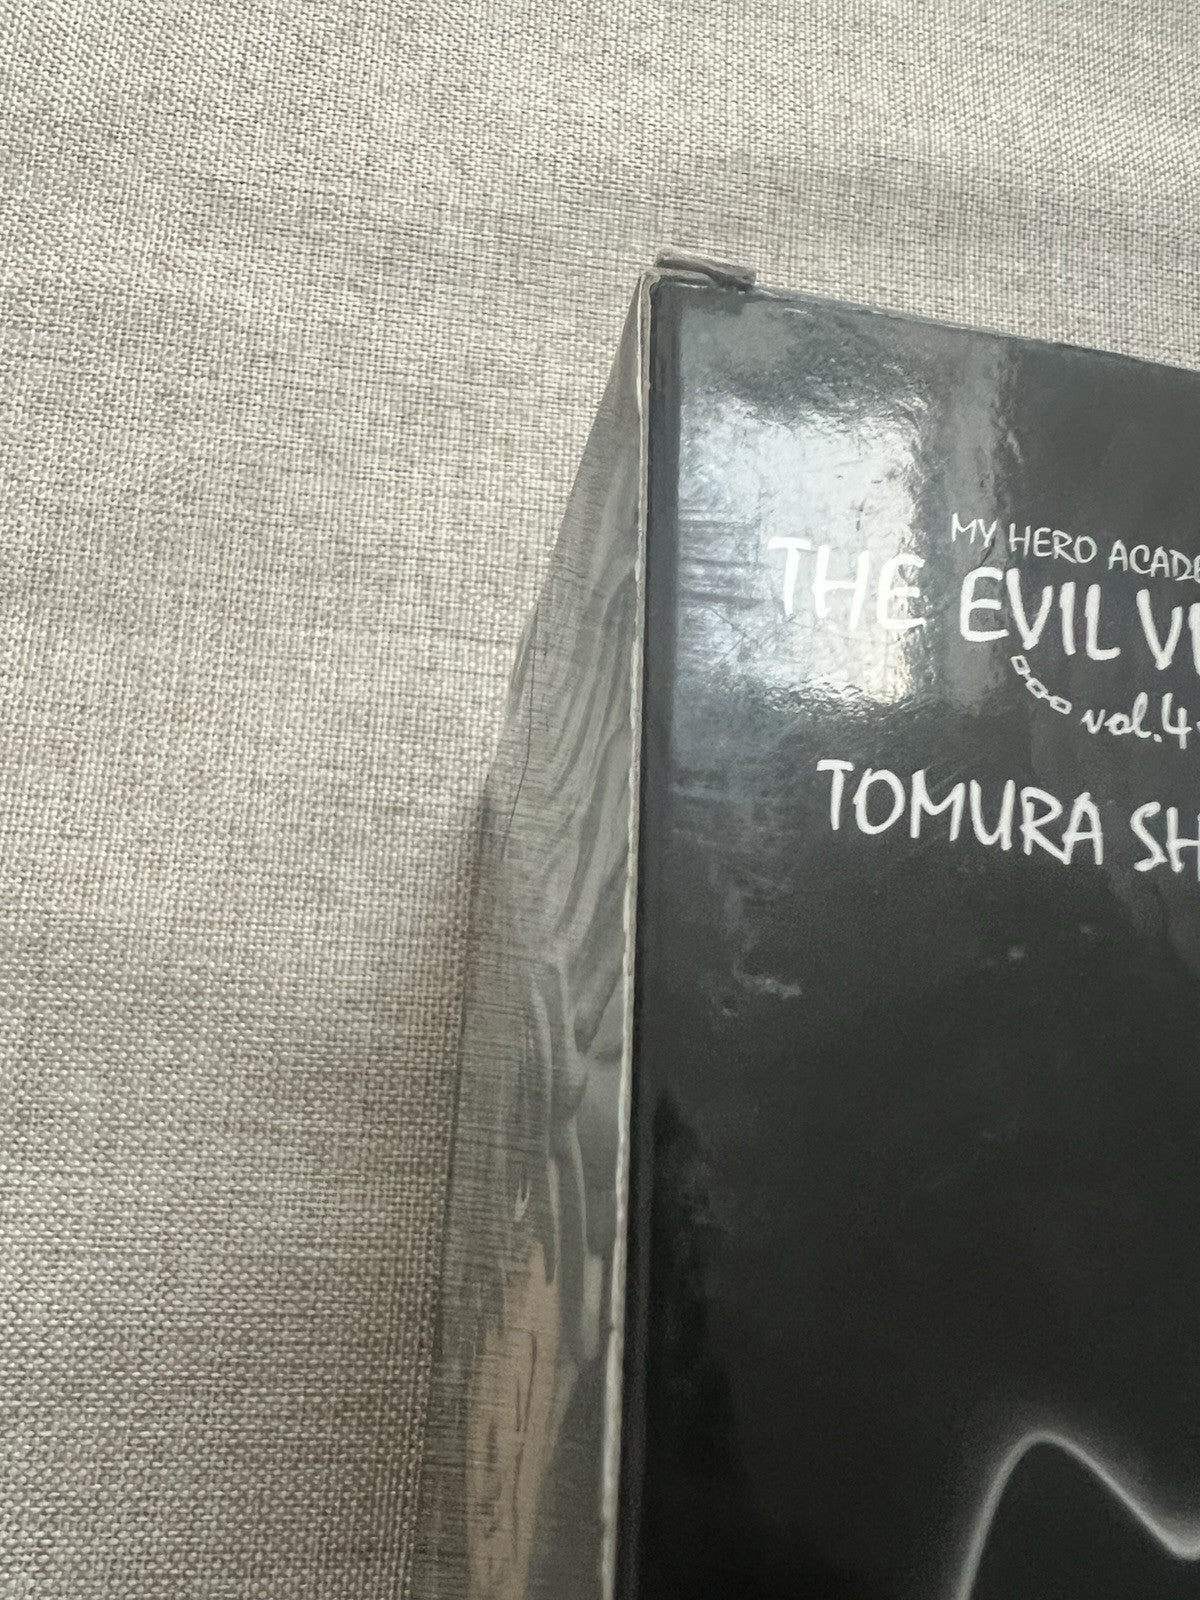 MY HERO ACADE
THE EVIL VI
vol.4
TOMURA SH